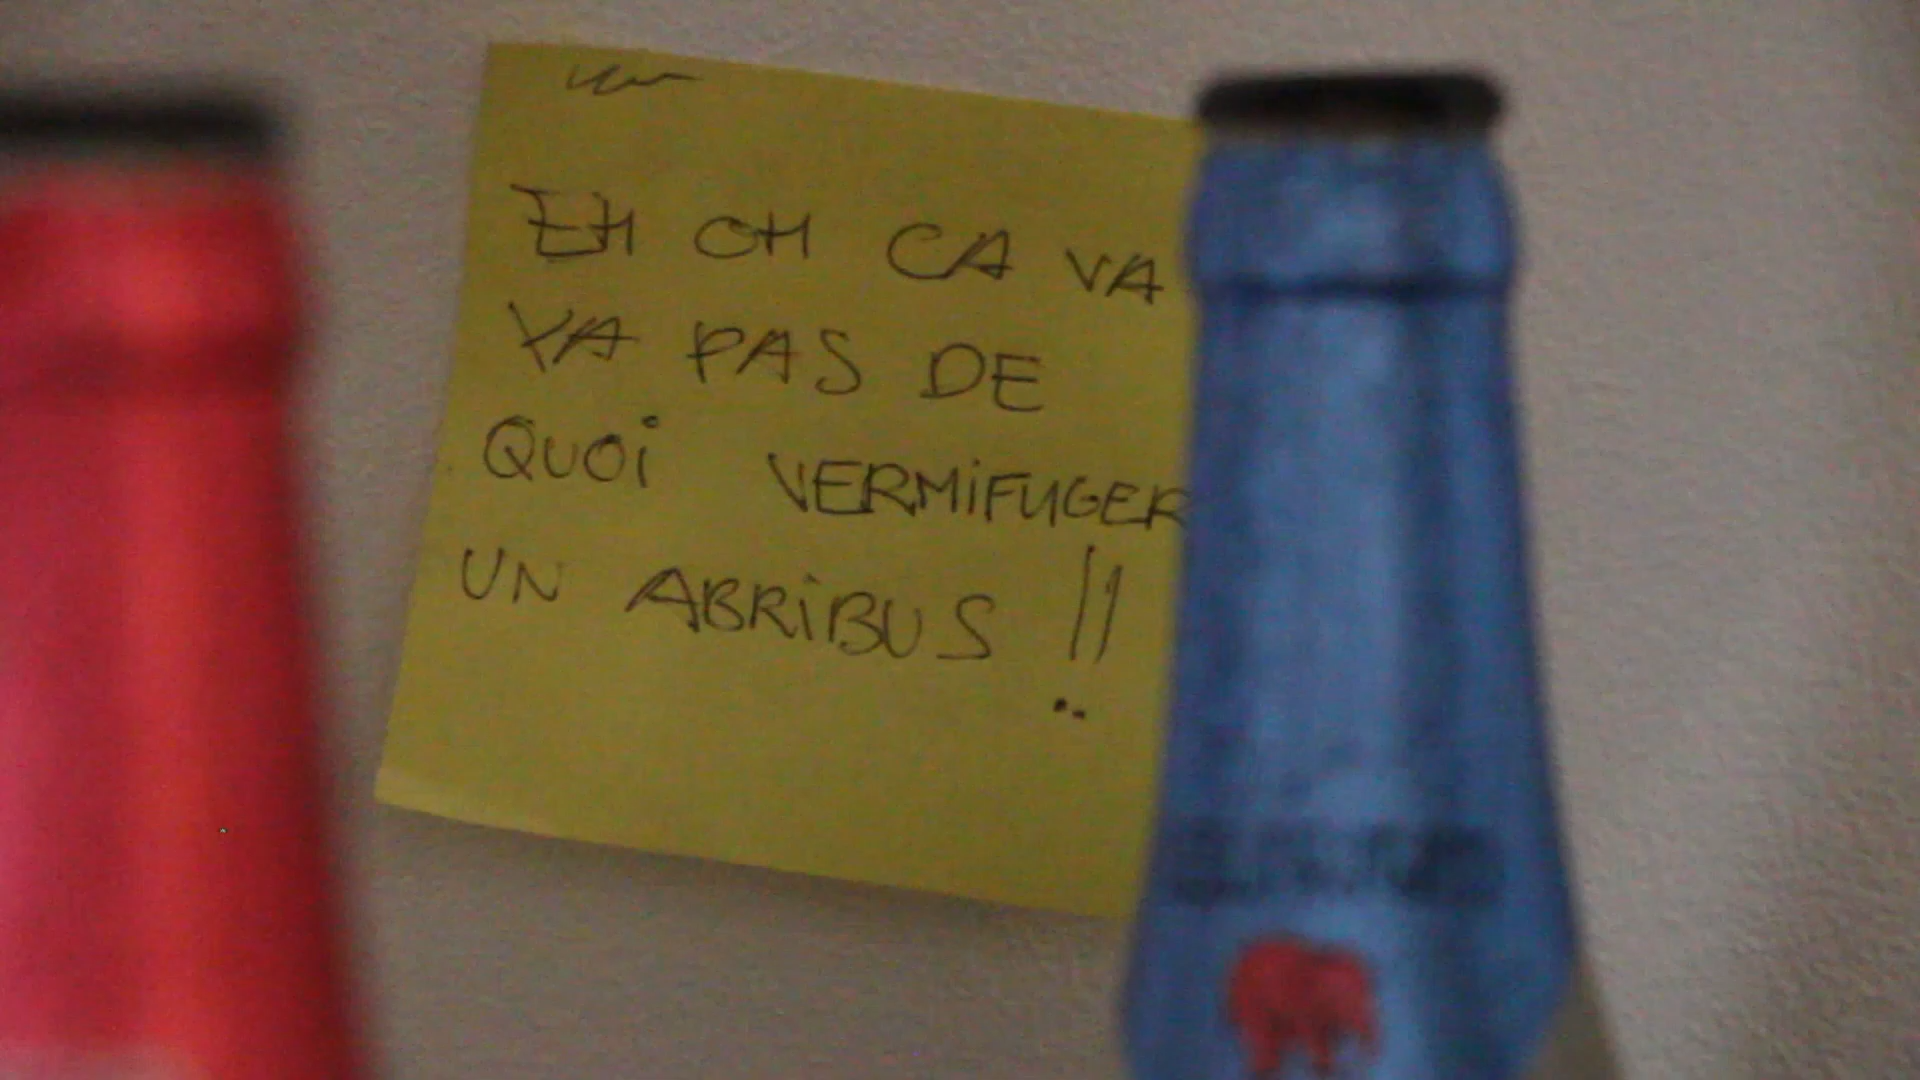 EH OH CA VA
YA PAS DE
QUOi VERMiFUGER
UN ABRiBUS !!